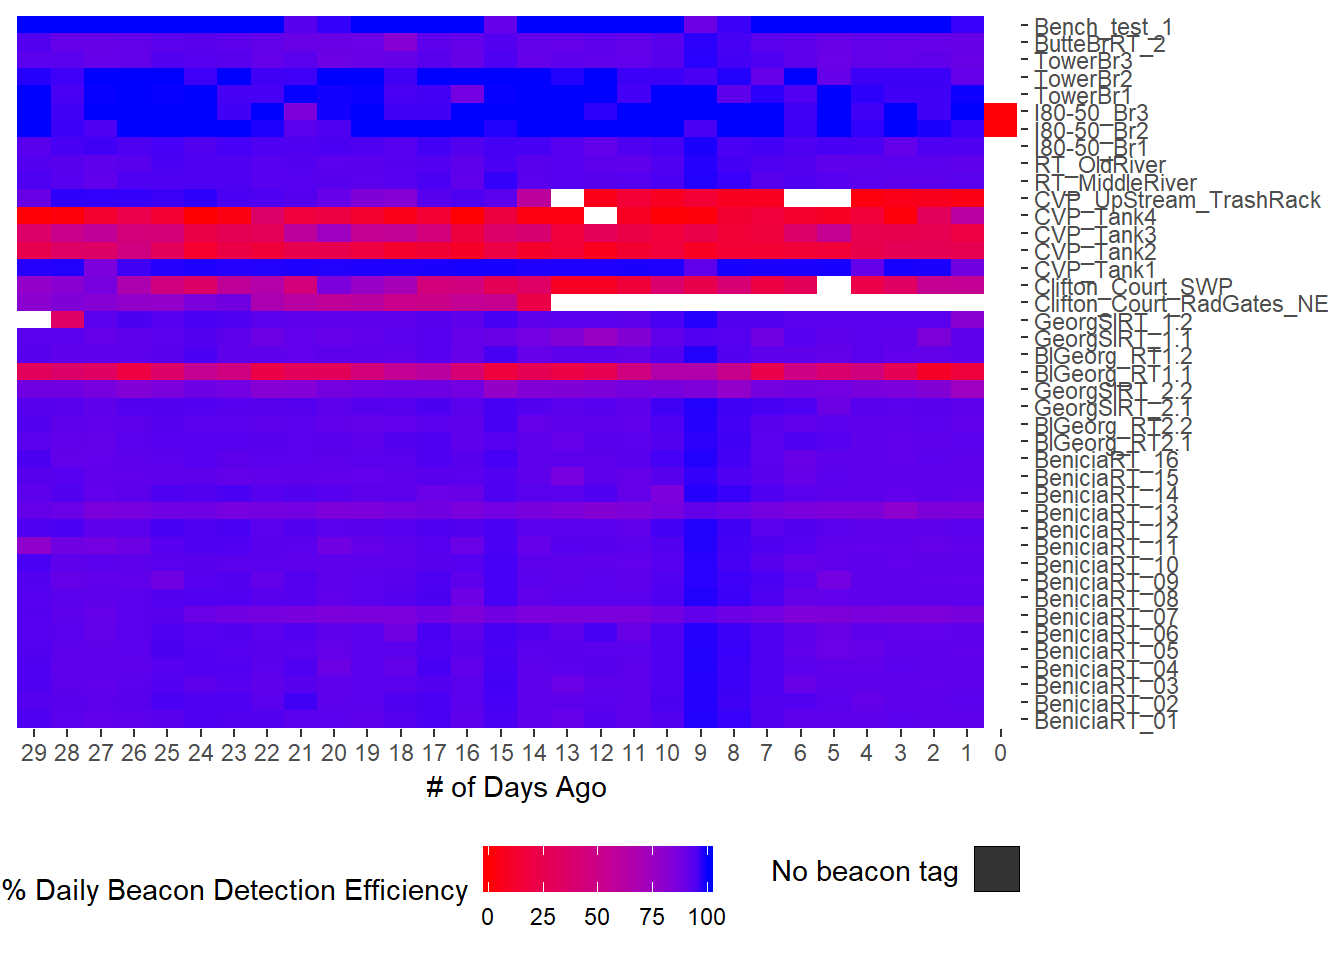 Bench_test_1
ButteBrRT_2
TowerBr3
TowerBr2
TowerBr1
I80-50_Br3
I80-50_Br2
I80-50_Br1
RT_OldRiver
RT_MiddleRiver
CVP_UpStream_TrashRack
CVP_Tank4
CVP_Tank3
CVP_Tank2
CVP_Tank1
Clifton_Court_SWP
Clifton_Court_RadGates_NE
GeorgSlRT_1.2
GeorgSlRT_1.1
BlGeorg_RT1.2
BlGeorg_RT1.1
GeorgSlRT_2.2
GeorgSlRT_2.1
BlGeorg_RT2.2
BlGeorg_RT2.1
BeniciaRT_16
BeniciaRT_15
BeniciaRT_14
BeniciaRT_13
BeniciaRT_12
BeniciaRT_11
BeniciaRT_10
BeniciaRT_09
BeniciaRT_08
BeniciaRT_07
BeniciaRT_06
BeniciaRT_05
BeniciaRT_04
BeniciaRT_03
BeniciaRT_02
BeniciaRT_01
29 28 27 26 25 24 23 22 21 20 19 18 17 16 15 14 13 12 11 10 9 8 7 6 5 4 3 2 1 0
# of Days Ago
% Daily Beacon Detection Efficiency
0 25 50 75 100
No beacon tag